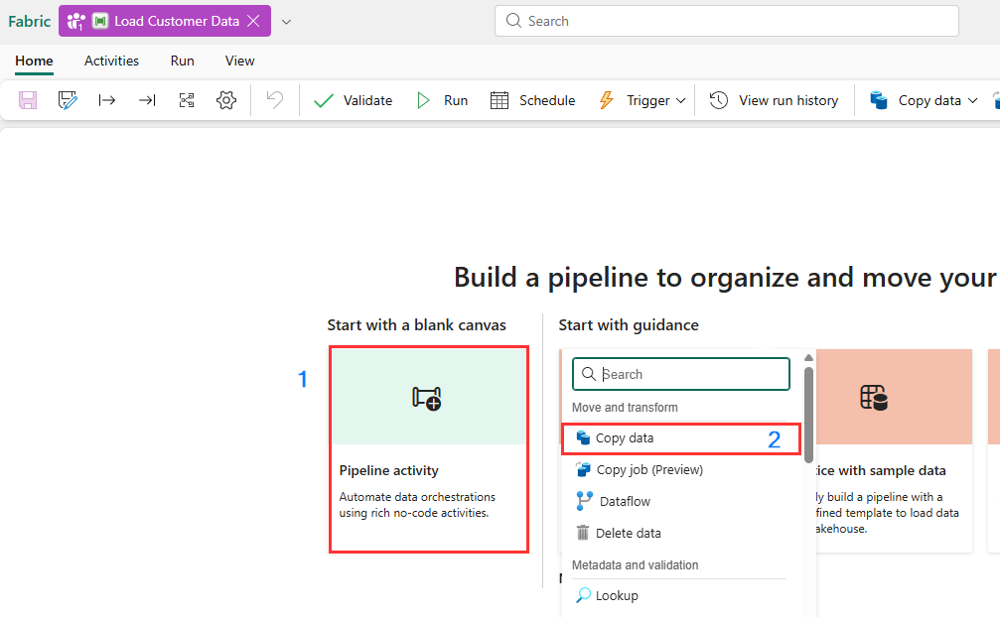 Fabric
1
Load Customer Data
Search
Home
Activities
Run
View
Validate
Run
Schedule
Trigger
View run history
Copy data
Build a pipeline to organize and move your
Start with a blank canvas
Start with guidance
1
Pipeline activity
Automate data orchestrations
using rich no-code activities.
Search
Move and transform
Copy data
2
Copy job (Preview)
Dataflow
Delete data
Metadata and validation
Lookup
ice with sample data
ly build a pipeline with a
fined template to load data
akehouse.